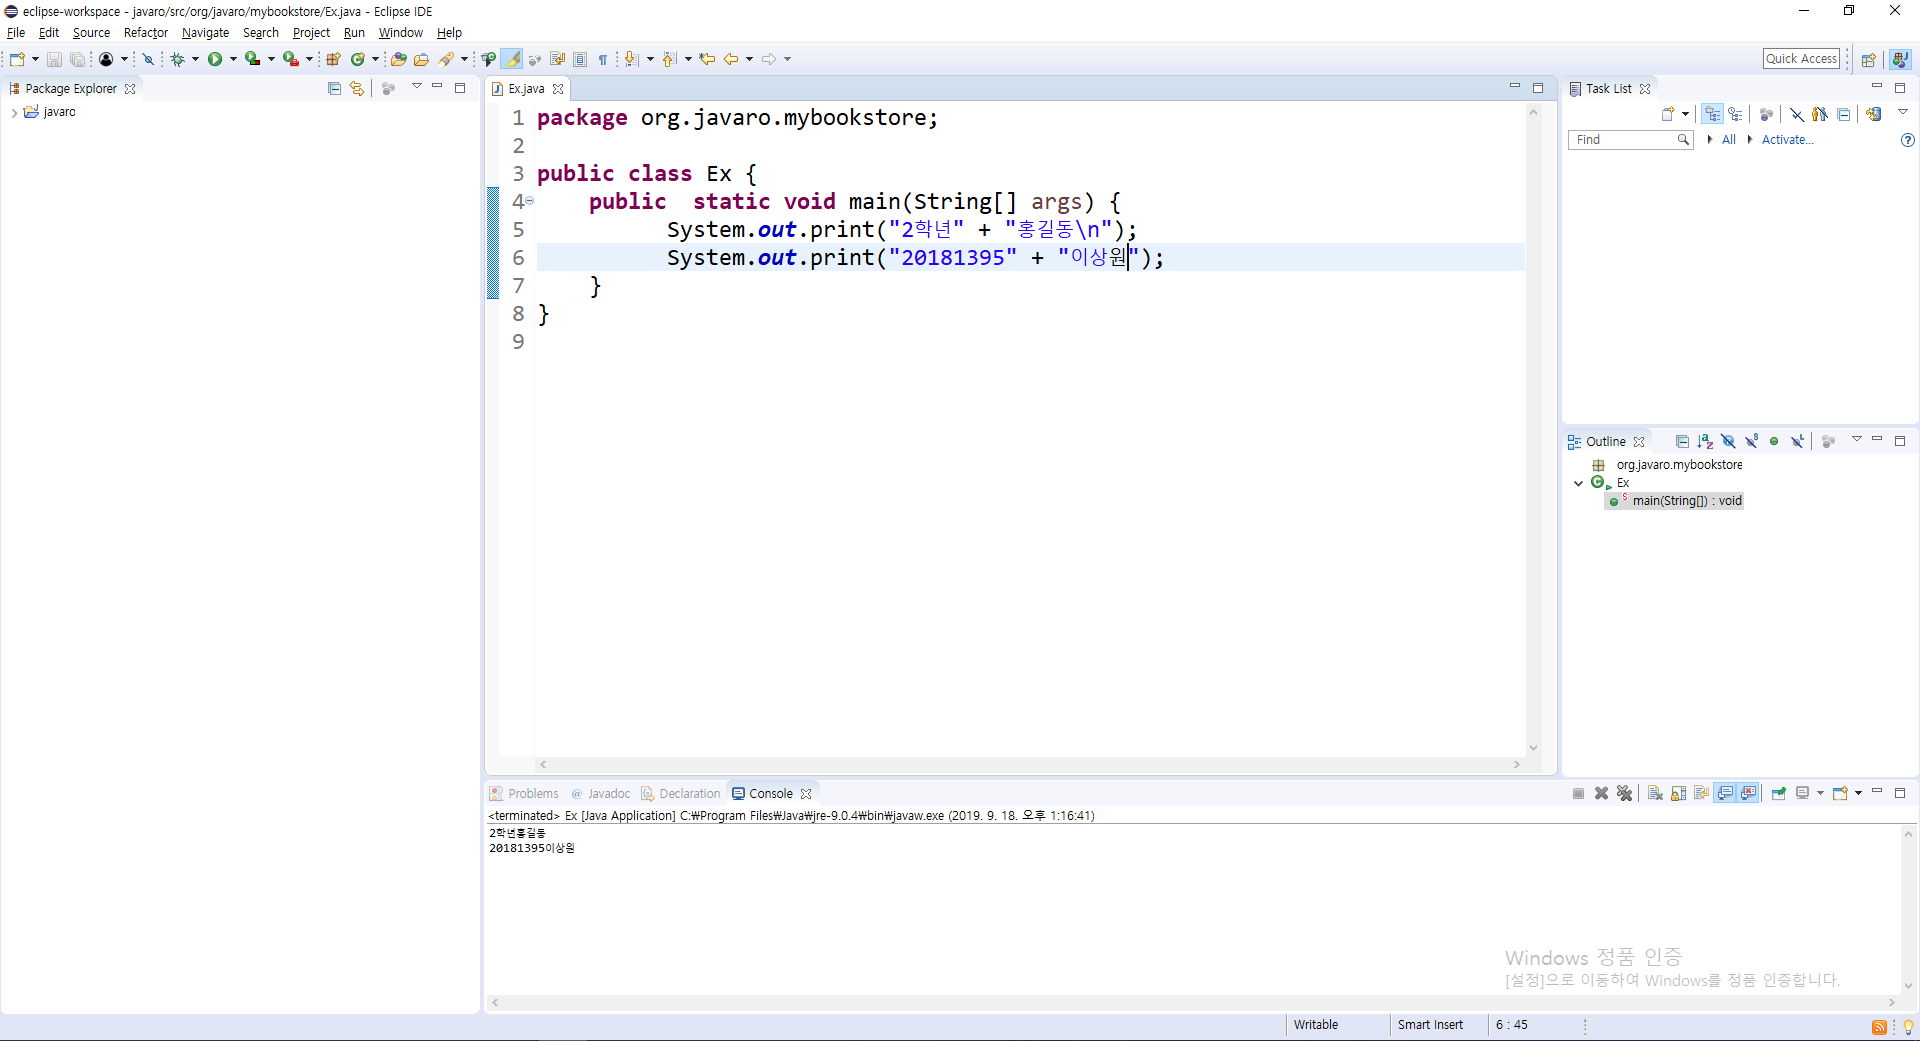 eclipse-workspace - javaro/src/org/javaro/mybookstore/Ex.java - Eclipse IDE
File Edit Source Refactor Navigate Search Project Run Window Help
Quick Access
Package Explorer
javaro
Ex.java
1 package org.javaro.mybookstore;
2
3 public class Ex {
4 public static void main(String[] args) {
5 System.out.print("2학년" + "홍길동\n");
6 System.out.print("20181395" + "이상원");
7 }
8 }
9
Task List
Find All Activate...
Outline
org.javaro.mybookstore
Ex
main(String[]) : void
Problems @ Javadoc Declaration Console
<terminated> Ex [Java Application] C:₩Program Files₩Java₩jre-9.0.4₩bin₩javaw.exe (2019. 9. 18. 오후 1:16:41)
2학년홍길동
20181395이상원
Windows 정품 인증
[설정]으로 이동하여 Windows를 정품 인증합니다.
Writable Smart Insert 6 : 45